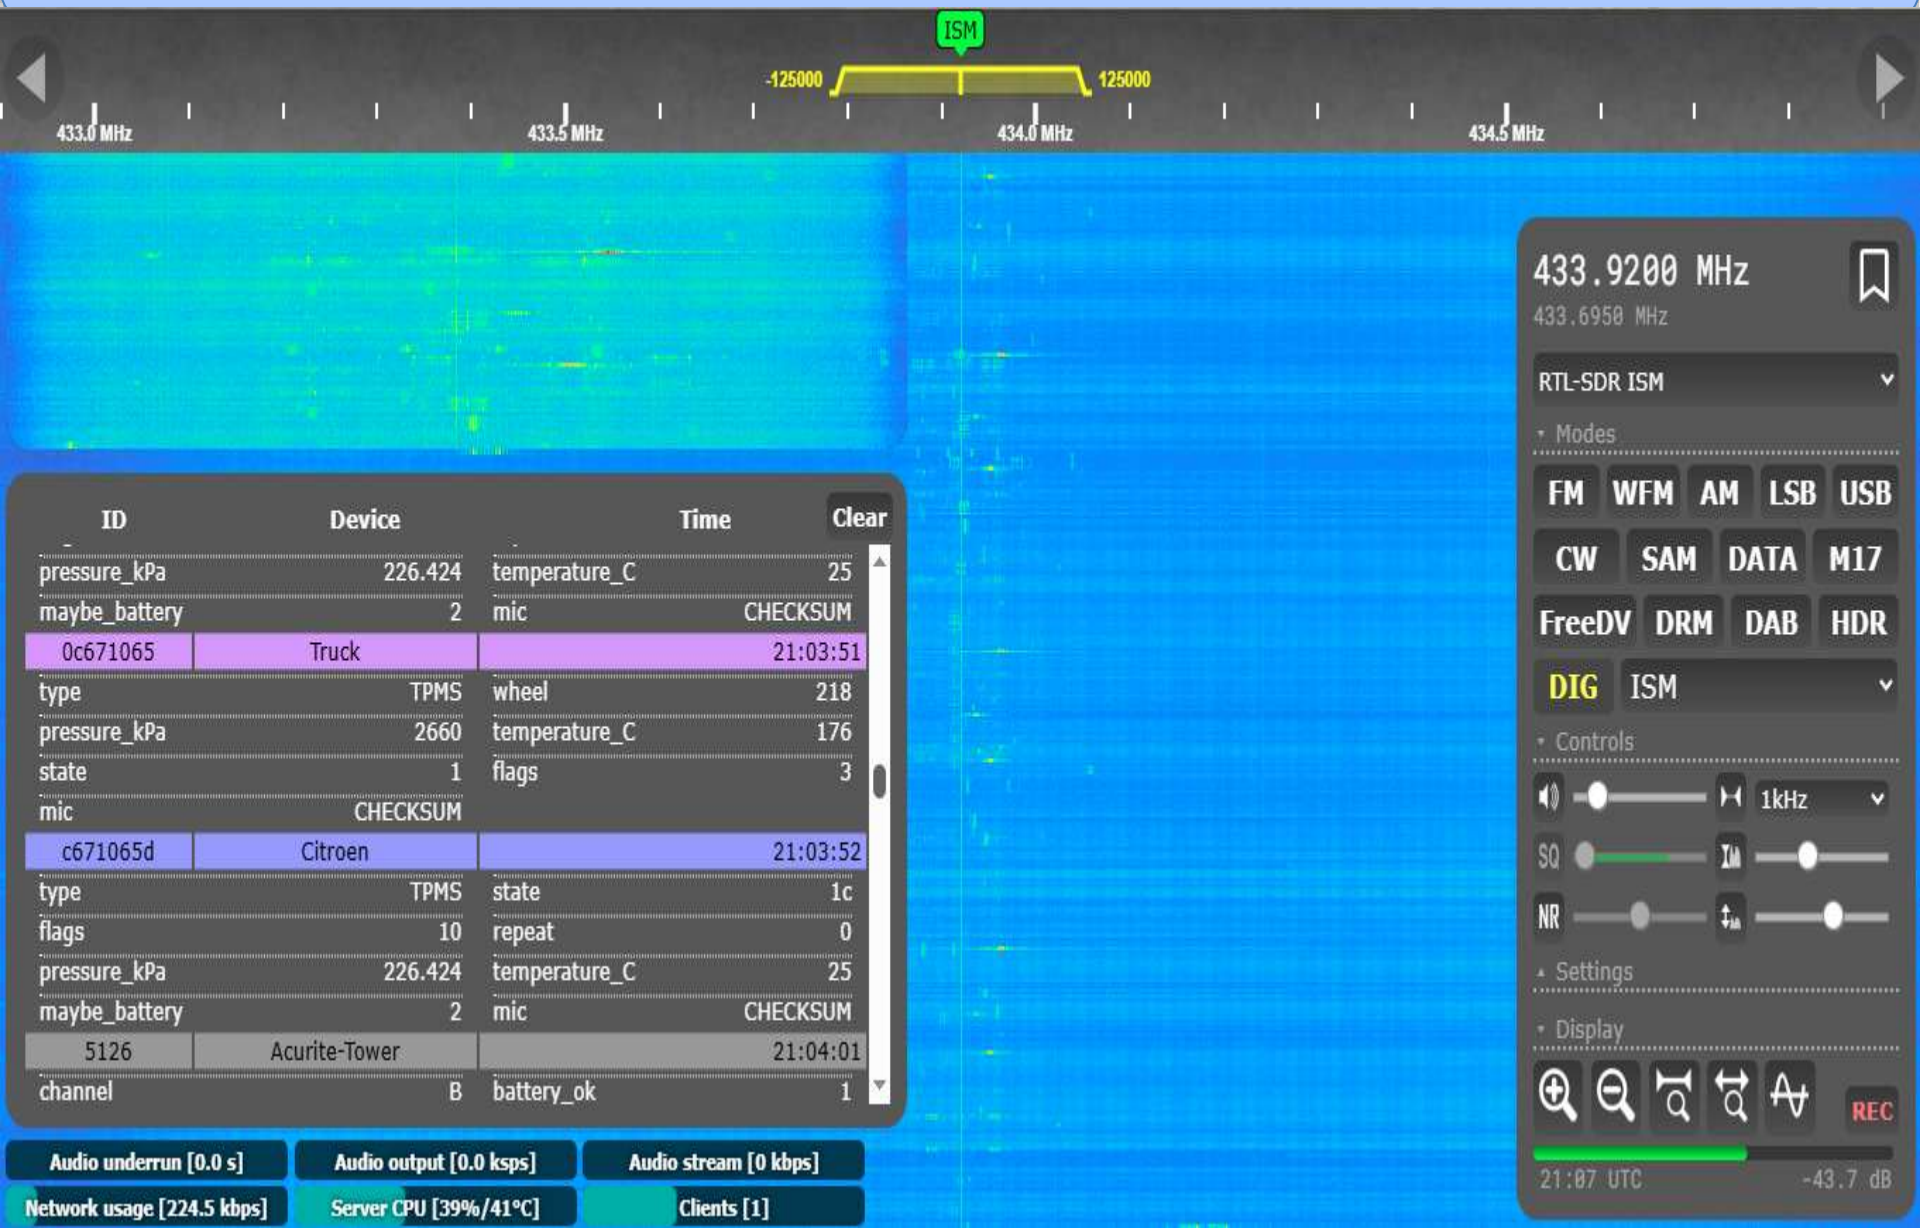 ISM
-125000 125000
433.0 MHz 433.5 MHz 434.0 MHz 434.5 MHz
433.9200 MHz
433.6950 MHz
RTL-SDR ISM
Modes
FM WFM AM LSB USB
CW SAM DATA M17
FreeDV DRM DAB HDR
DIG ISM
Controls
1kHz
SQ
NR
Settings
Display
REC
21:07 UTC -43.7 dB
ID Device Time Clear
pressure_kPa 226.424 temperature_C 25
maybe_battery 2 mic CHECKSUM
0c671065 Truck 21:03:51
type TPMS wheel 218
pressure_kPa 2660 temperature_C 176
state 1 flags 3
mic CHECKSUM
c671065d Citroen 21:03:52
type TPMS state 1c
flags 10 repeat 0
pressure_kPa 226.424 temperature_C 25
maybe_battery 2 mic CHECKSUM
5126 Acurite-Tower 21:04:01
channel B battery_ok 1
Audio underrun [0.0 s] Audio output [0.0 ksps] Audio stream [0 kbps]
Network usage [224.5 kbps] Server CPU [39%/41°C] Clients [1]